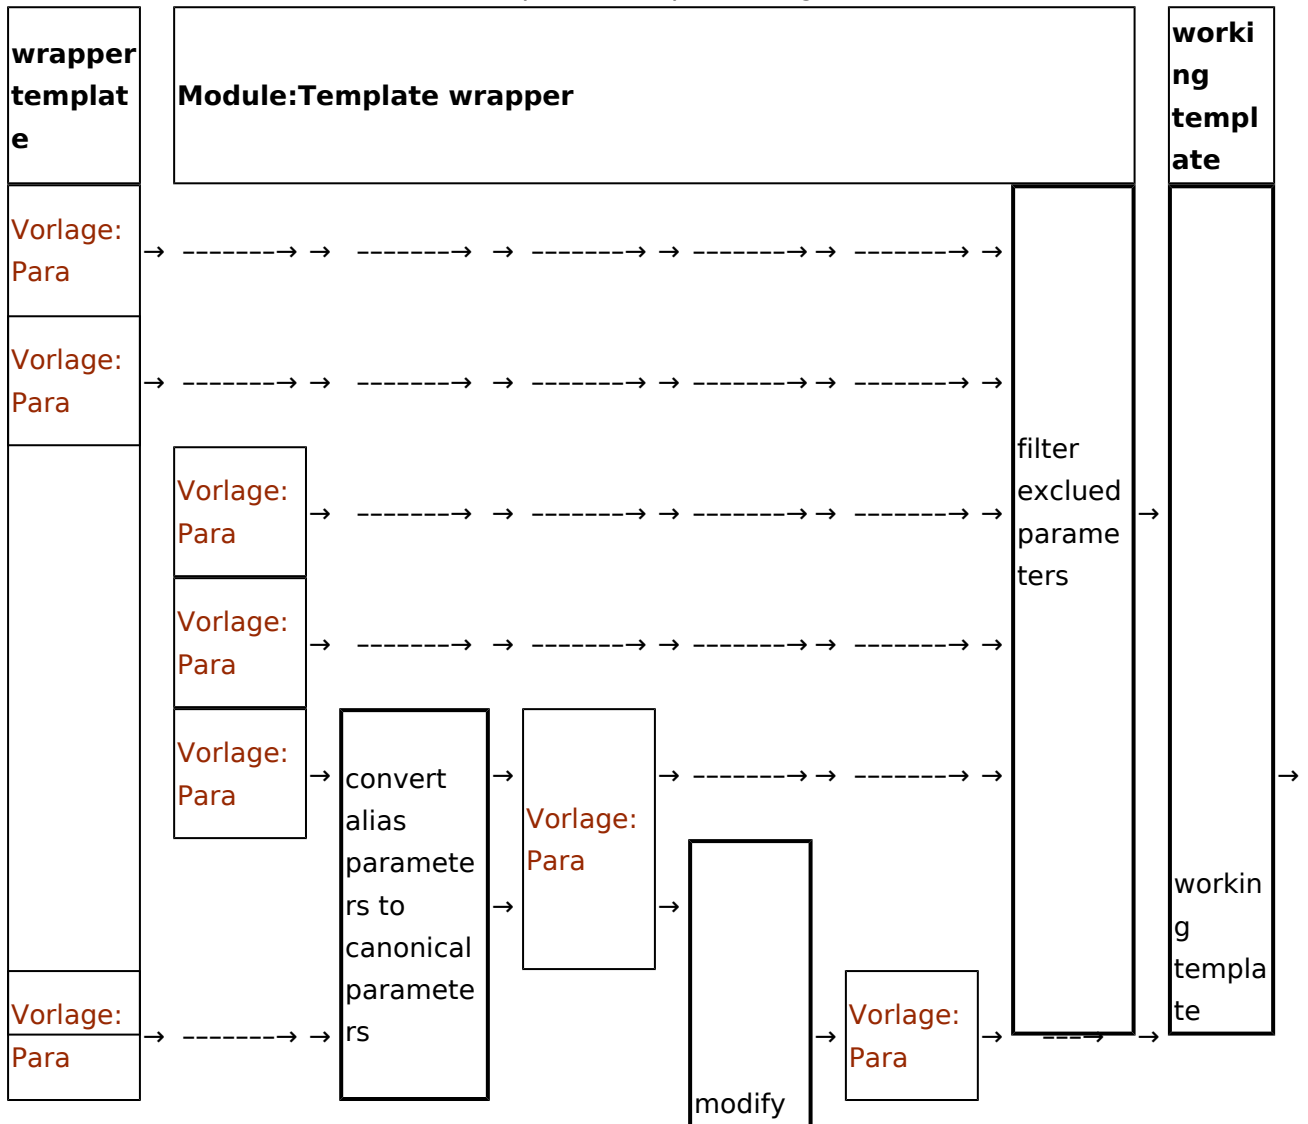 wrapper
templat
e
Module:Template wrapper
worki
ng
templ
ate
Vorlage:
Para
→ -------→ → -------→ → -------→ → -------→ → -------→ →
Vorlage:
Para
→ -------→ → -------→ → -------→ → -------→ → -------→ →
Vorlage:
Para
→ -------→ → -------→ → -------→ → -------→ →
filter
exclued
parame
ters
→
Vorlage:
Para
→ -------→ → -------→ → -------→ → -------→ →
Vorlage:
Para
→
convert
alias
paramete
rs to
canonical
paramete
rs
→
→
Vorlage:
Para
→ -------→ → -------→ →
→
workin
g
templa
te
→
Vorlage:
Para
→ -------→ →
modify
→
Vorlage:
Para
→ ----→ →